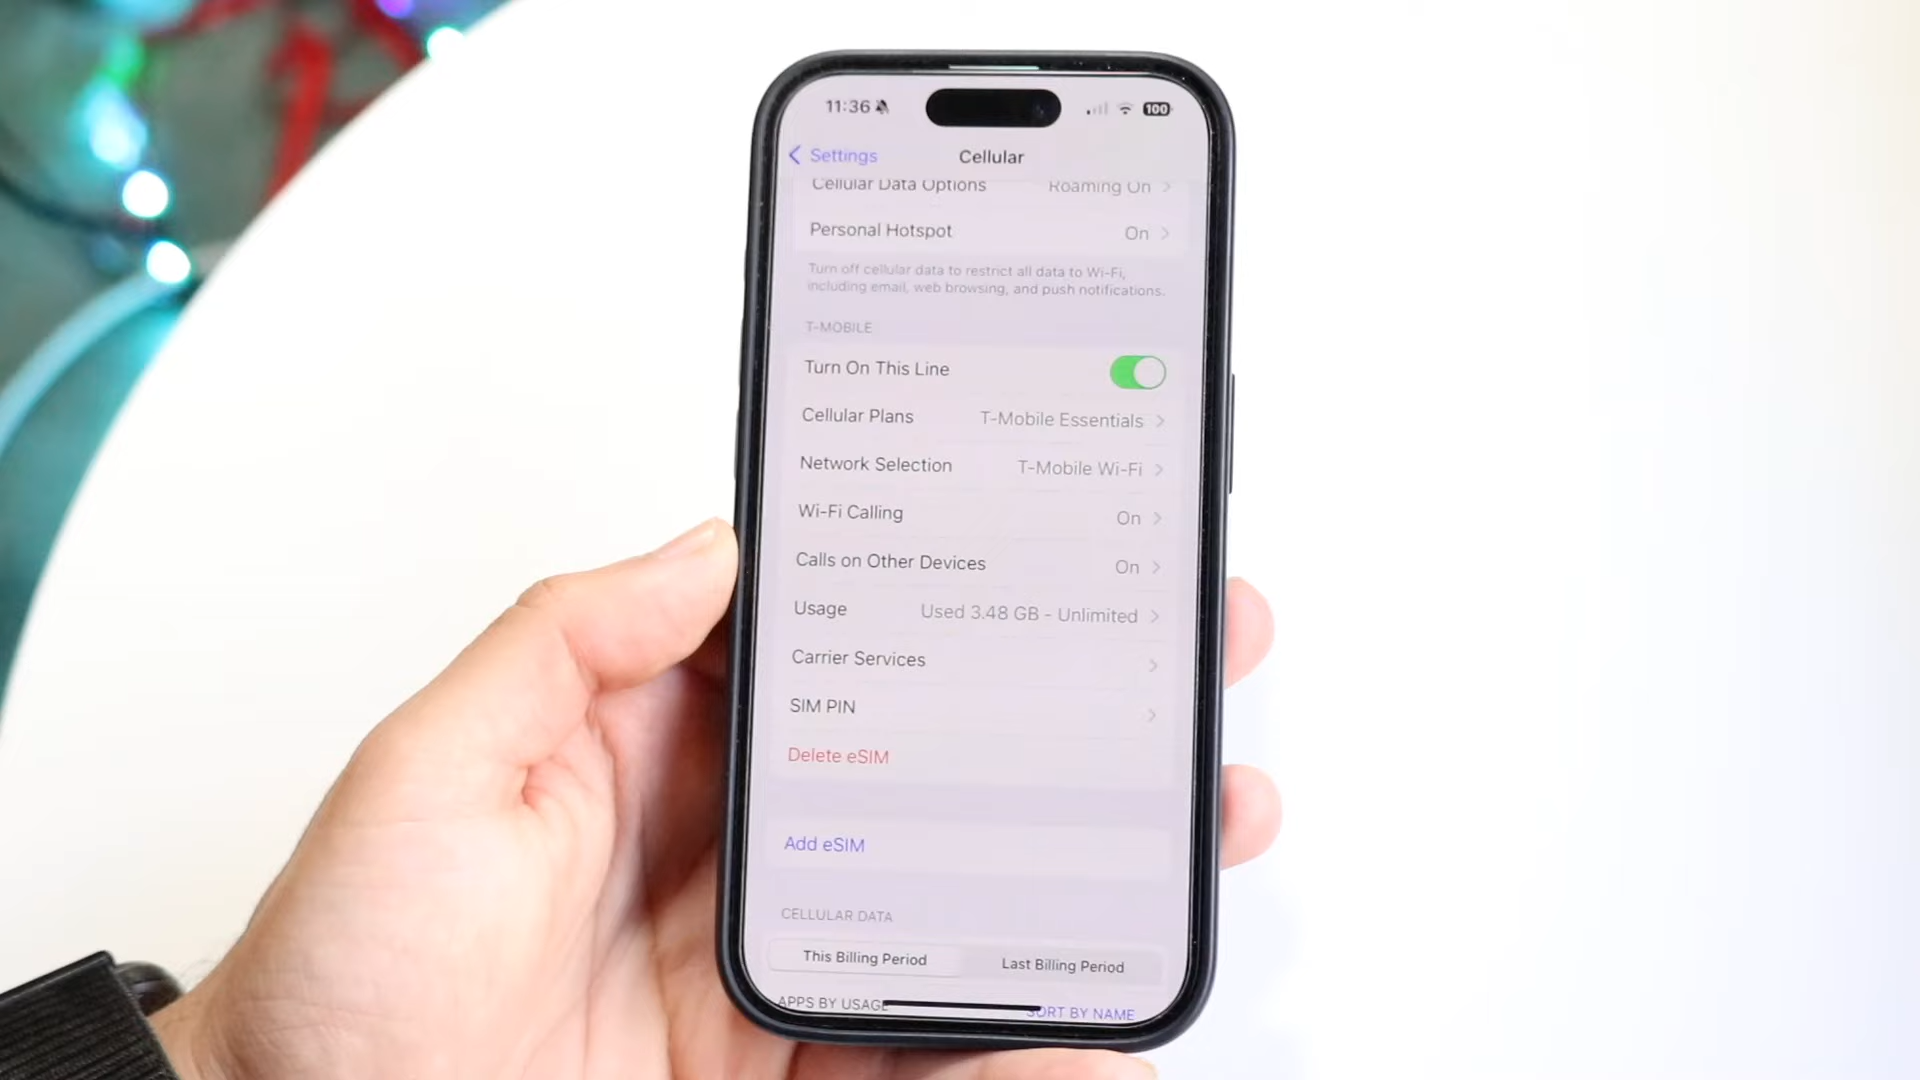 11:36
100
Settings
Cellular
Cellular Data Options Roaming On
Personal Hotspot On
Turn off cellular data to restrict all data to Wi-Fi,
including email, web browsing, and push notifications.
T-MOBILE
Turn On This Line
Cellular Plans T-Mobile Essentials
Network Selection T-Mobile Wi-Fi
Wi-Fi Calling On
Calls on Other Devices On
Usage Used 3.48 GB - Unlimited
Carrier Services
SIM PIN
Delete eSIM
Add eSIM
CELLULAR DATA
This Billing Period Last Billing Period
APPS BY USAGE SORT BY NAME